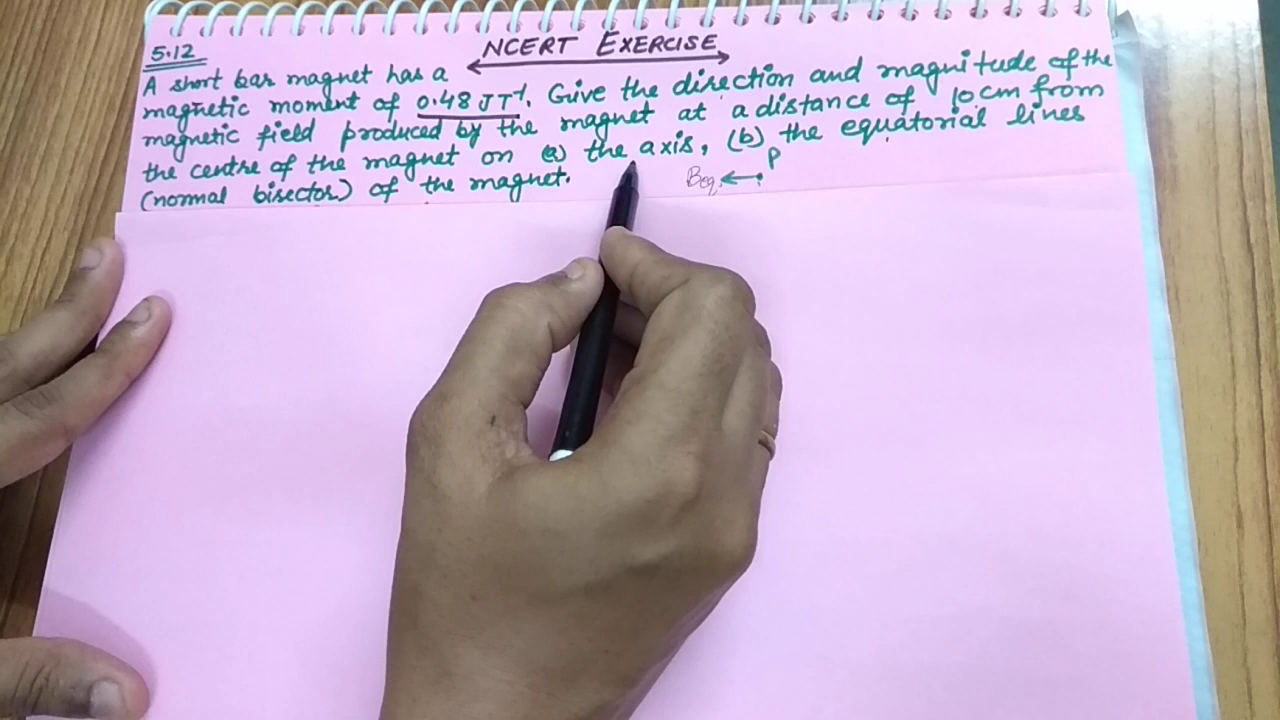 NCERT EXERCISE
5.12
A short bar magnet has a
magnetic moment of 0.48 JT⁻¹. Give the direction and magnitude of the
magnetic field produced by the magnet at a distance of 10 cm from
the centre of the magnet on (a) the axis, (b) the equatorial lines
(normal bisector) of the magnet.
P
Beq.